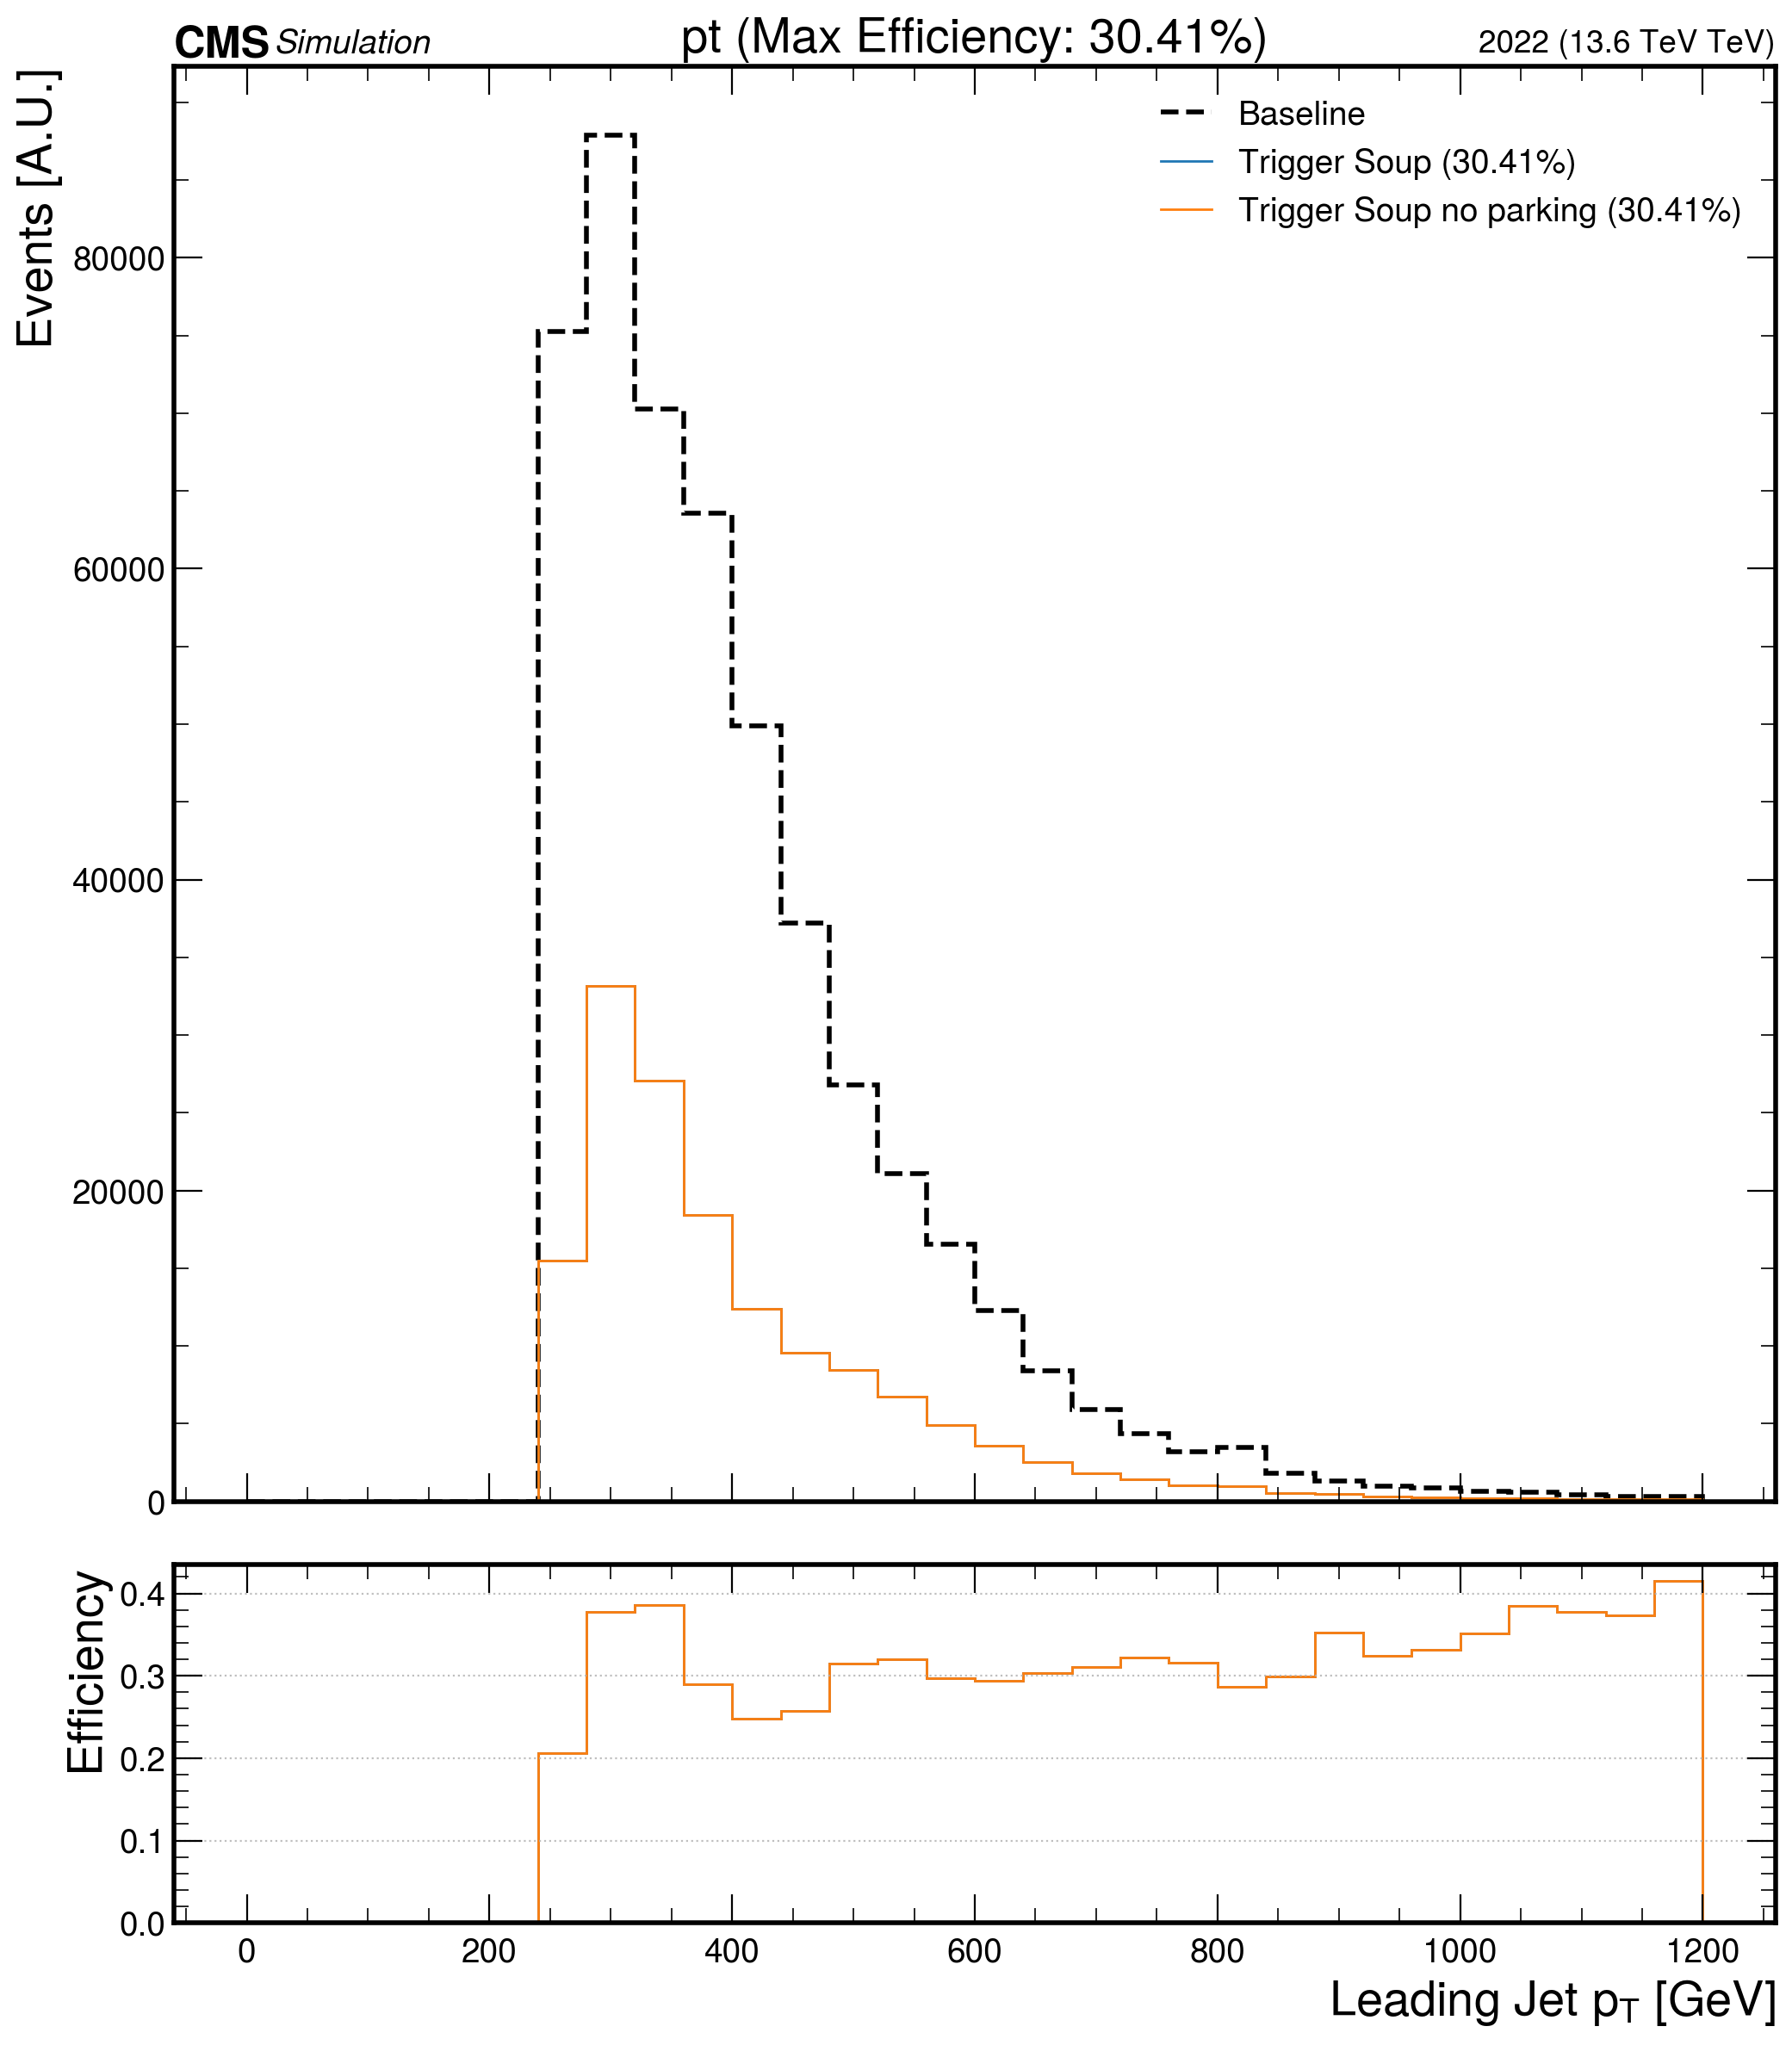 CMS Simulation pt (Max Efficiency: 30.41%) 2022 (13.6 TeV TeV)
Events [A.U.]
Baseline
Trigger Soup (30.41%)
Trigger Soup no parking (30.41%)
80000
60000
40000
20000
0
Efficiency
0.4
0.3
0.2
0.1
0.0
0 200 400 600 800 1000 1200
Leading Jet pT [GeV]